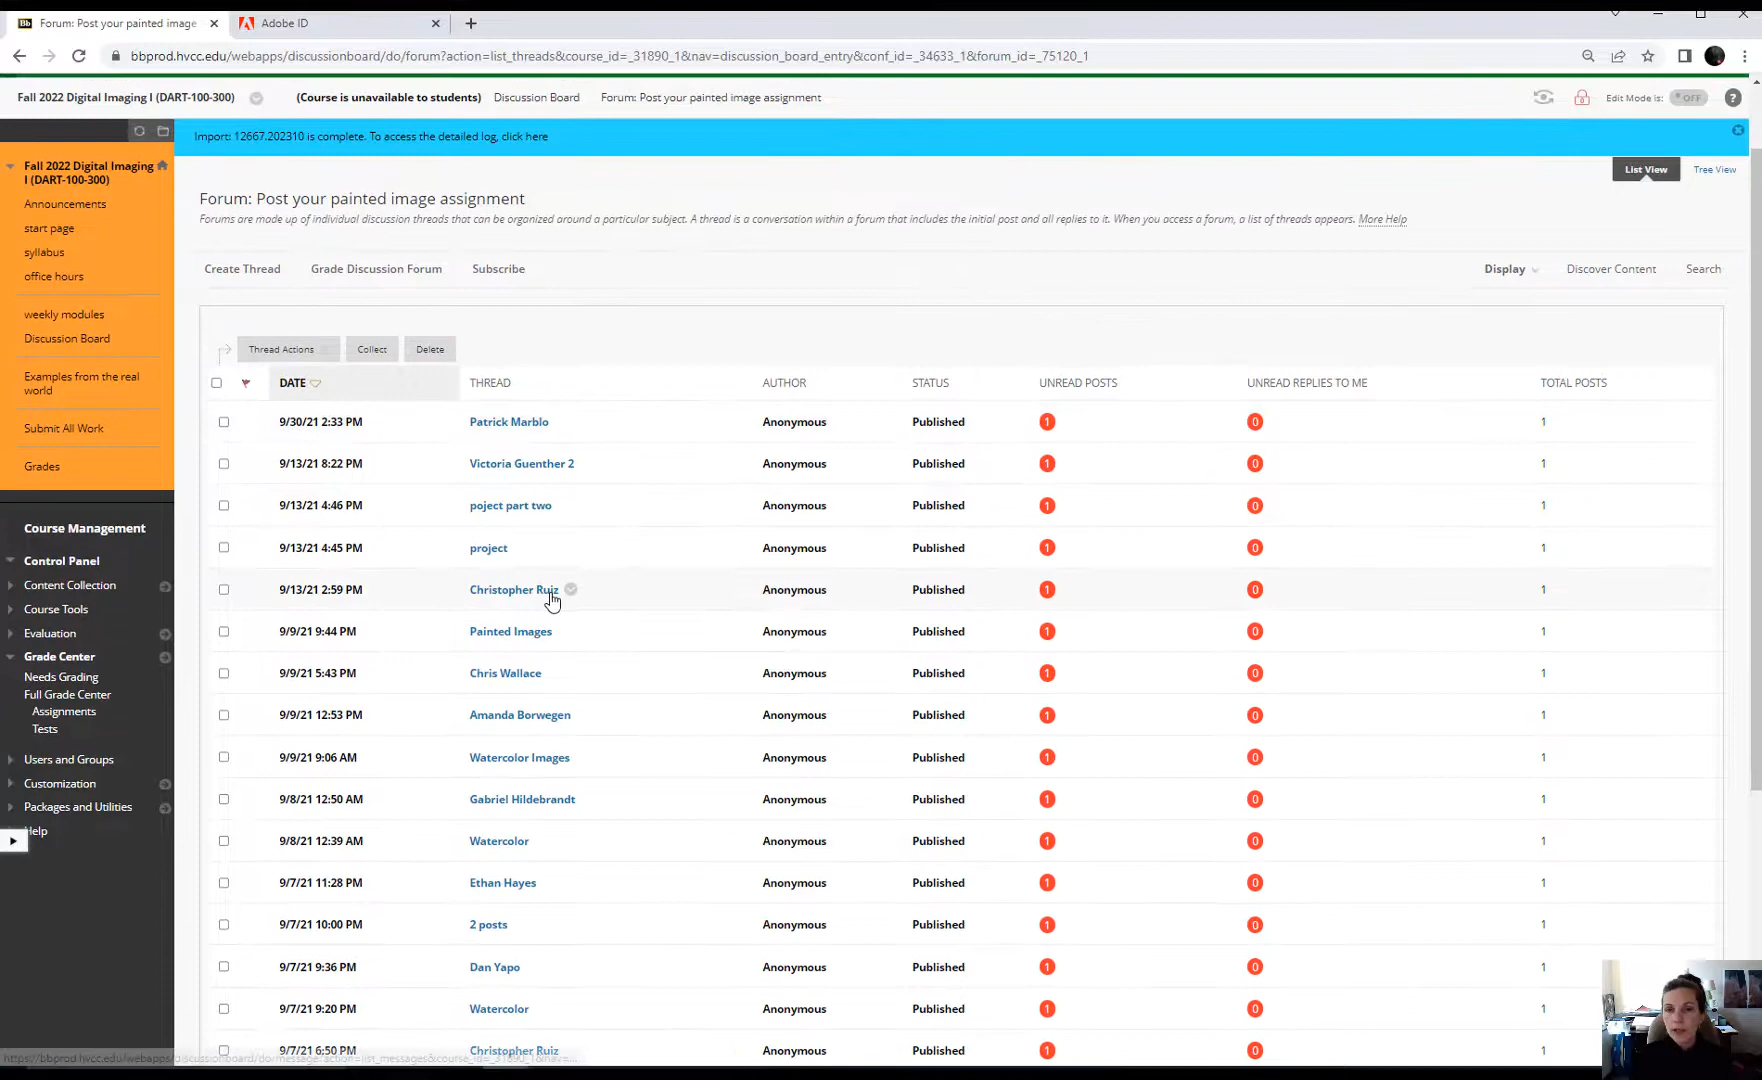 Forum: Post your painted image
Adobe ID
bbprod.hvcc.edu/webapps/discussionboard/do/forum?action=list_threads&course_id=_31890_1&nav=discussion_board_entry&conf_id=_34633_1&forum_id=_75120_1
Fall 2022 Digital Imaging I (DART-100-300) (Course is unavailable to students) Discussion Board Forum: Post your painted image assignment Edit Mode is: OFF ?
Import: 12667.202310 is complete. To access the detailed log, click here
Fall 2022 Digital Imaging
I (DART-100-300)
Announcements
start page
syllabus
office hours
weekly modules
Discussion Board
Examples from the real
world
Submit All Work
Grades
Course Management
Control Panel
Content Collection
Course Tools
Evaluation
Grade Center
Needs Grading
Full Grade Center
Assignments
Tests
Users and Groups
Customization
Packages and Utilities
Help
List View Tree View
Forum: Post your painted image assignment
Forums are made up of individual discussion threads that can be organized around a particular subject. A thread is a conversation within a forum that includes the initial post and all replies to it. When you access a forum, a list of threads appears. More Help
Create Thread Grade Discussion Forum Subscribe Display Discover Content Search
Thread Actions Collect Delete
DATE THREAD AUTHOR STATUS UNREAD POSTS UNREAD REPLIES TO ME TOTAL POSTS
9/30/21 2:33 PM Patrick Marblo Anonymous Published 1 0 1
9/13/21 8:22 PM Victoria Guenther 2 Anonymous Published 1 0 1
9/13/21 4:46 PM poject part two Anonymous Published 1 0 1
9/13/21 4:45 PM project Anonymous Published 1 0 1
9/13/21 2:59 PM Christopher Ruiz Anonymous Published 1 0 1
9/9/21 9:44 PM Painted Images Anonymous Published 1 0 1
9/9/21 5:43 PM Chris Wallace Anonymous Published 1 0 1
9/9/21 12:53 PM Amanda Borwegen Anonymous Published 1 0 1
9/9/21 9:06 AM Watercolor Images Anonymous Published 1 0 1
9/8/21 12:50 AM Gabriel Hildebrandt Anonymous Published 1 0 1
9/8/21 12:39 AM Watercolor Anonymous Published 1 0 1
9/7/21 11:28 PM Ethan Hayes Anonymous Published 1 0 1
9/7/21 10:00 PM 2 posts Anonymous Published 1 0 1
9/7/21 9:36 PM Dan Yapo Anonymous Published 1 0 1
9/7/21 9:20 PM Watercolor Anonymous Published 1 0 1
9/7/21 6:50 PM Christopher Ruiz Anonymous Published 1 0 1
https://bbprod.hvcc.edu/webapps/discussionboard/do/message?action=list_messages&course_id=_31890_1&nav=...